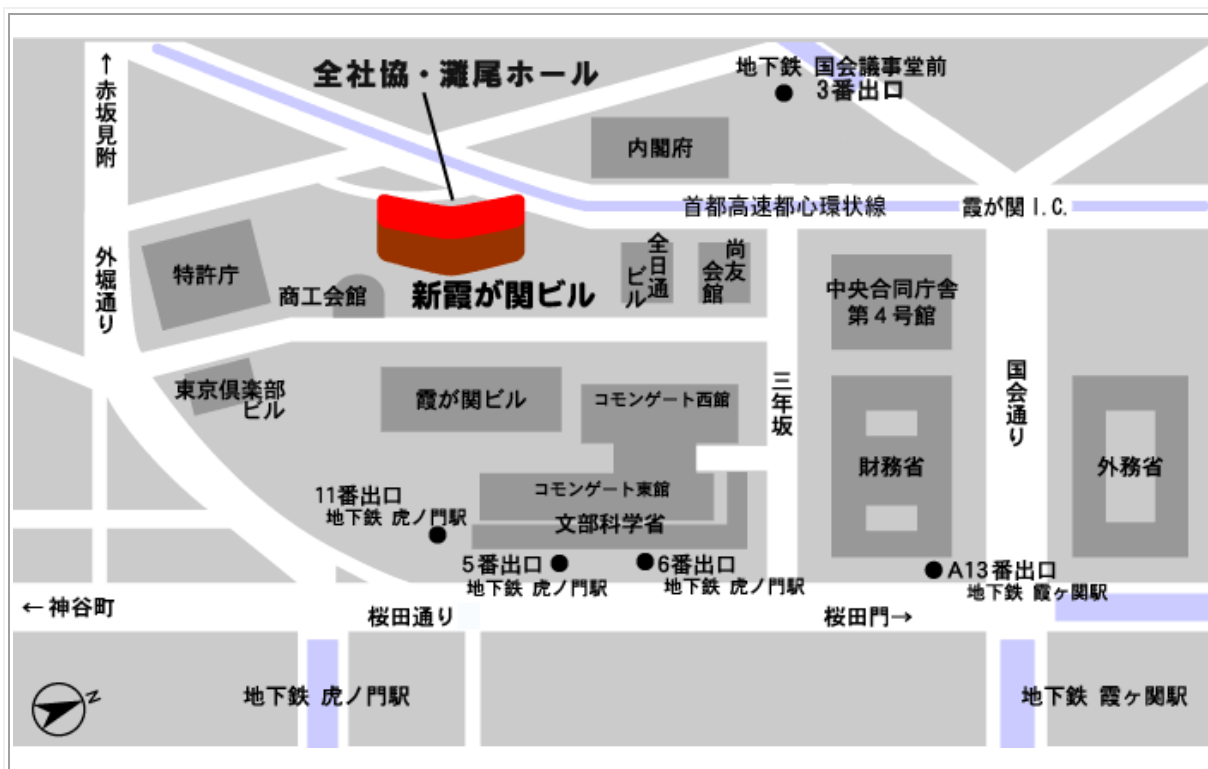 全社協・灘尾ホール
地下鉄 国会議事堂前
3番出口
↑赤坂見附
内閣府
首都高速都心環状線
霞が関 I.C.
外堀通り
特許庁
商工会館
新霞が関ビル
全日通
ビル
尚友
会館
中央合同庁舎
第4号館
東京倶楽部
ビル
霞が関ビル
コモンゲート西館
三年坂
国会通り
財務省
外務省
コモンゲート東館
文部科学省
11番出口
地下鉄 虎ノ門駅
5番出口
地下鉄 虎ノ門駅
6番出口
地下鉄 虎ノ門駅
A13番出口
地下鉄 霞ヶ関駅
←神谷町
桜田通り
桜田門→
地下鉄 虎ノ門駅
地下鉄 霞ヶ関駅
N